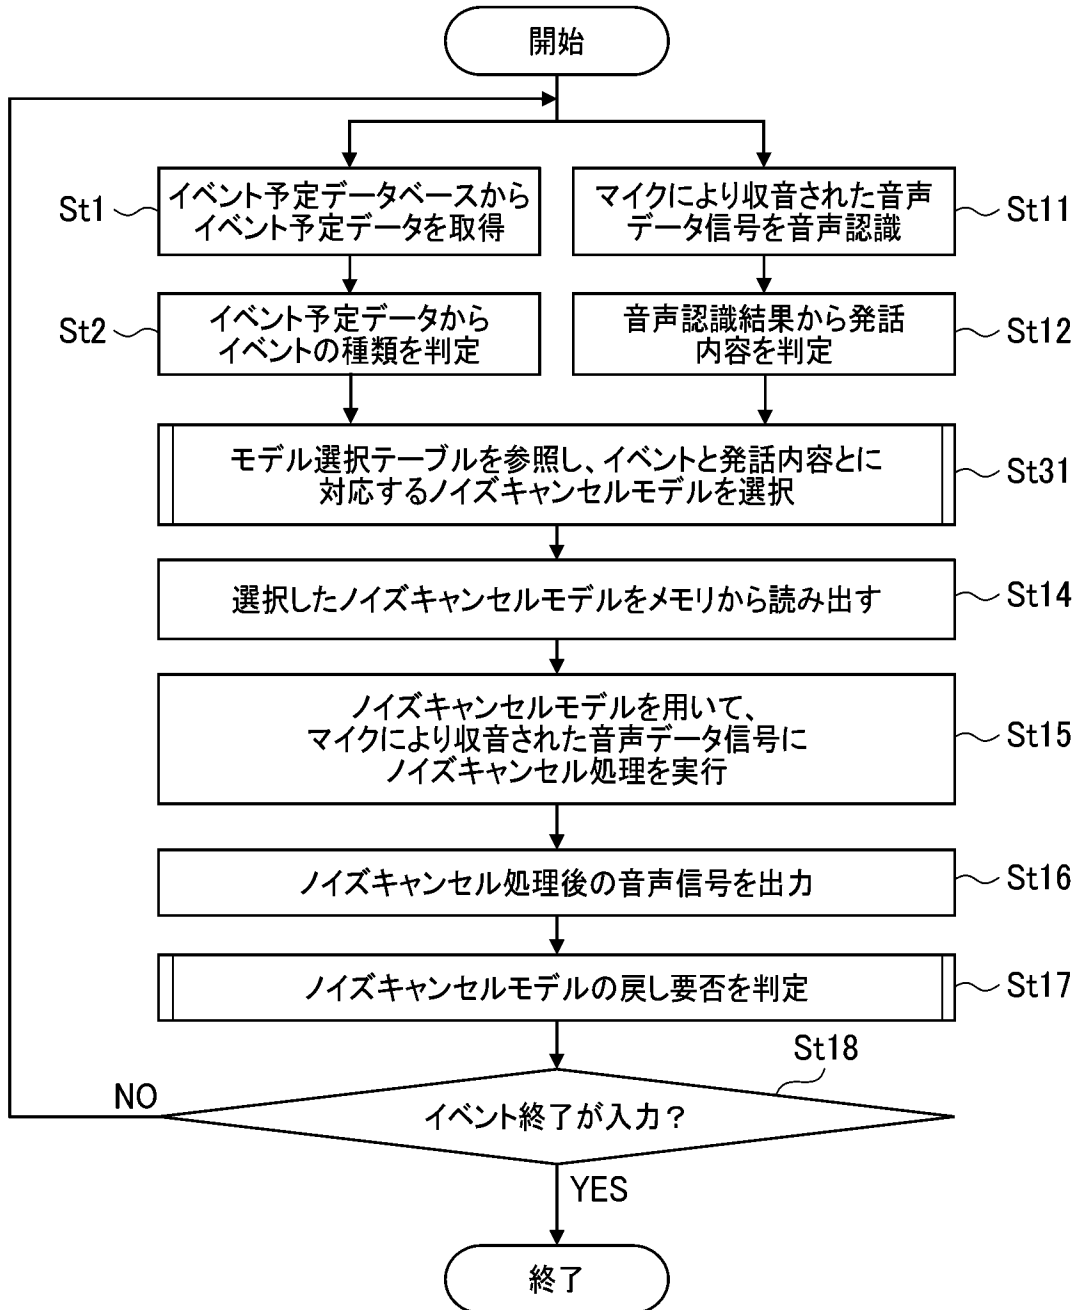 開始
St1
イベント予定データベースから
イベント予定データを取得
マイクにより収音された音声
データ信号を音声認識
St11
St2
イベント予定データから
イベントの種類を判定
音声認識結果から発話
内容を判定
St12
モデル選択テーブルを参照し、イベントと発話内容とに
対応するノイズキャンセルモデルを選択
St31
選択したノイズキャンセルモデルをメモリから読み出す
St14
ノイズキャンセルモデルを用いて、
マイクにより収音された音声データ信号に
ノイズキャンセル処理を実行
St15
ノイズキャンセル処理後の音声信号を出力
St16
ノイズキャンセルモデルの戻し要否を判定
St17
St18
NO
イベント終了が入力？
YES
終了